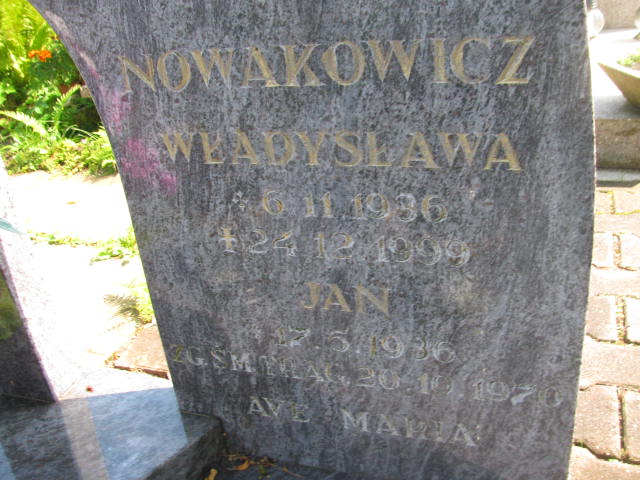 NOWAKOWICZ
WŁADYSŁAWA
* 6 11 1936
† 24 12 1999
JAN
17.5.1936
ZG. ŚM. TRAG 20.10 1970
AVE MARIA